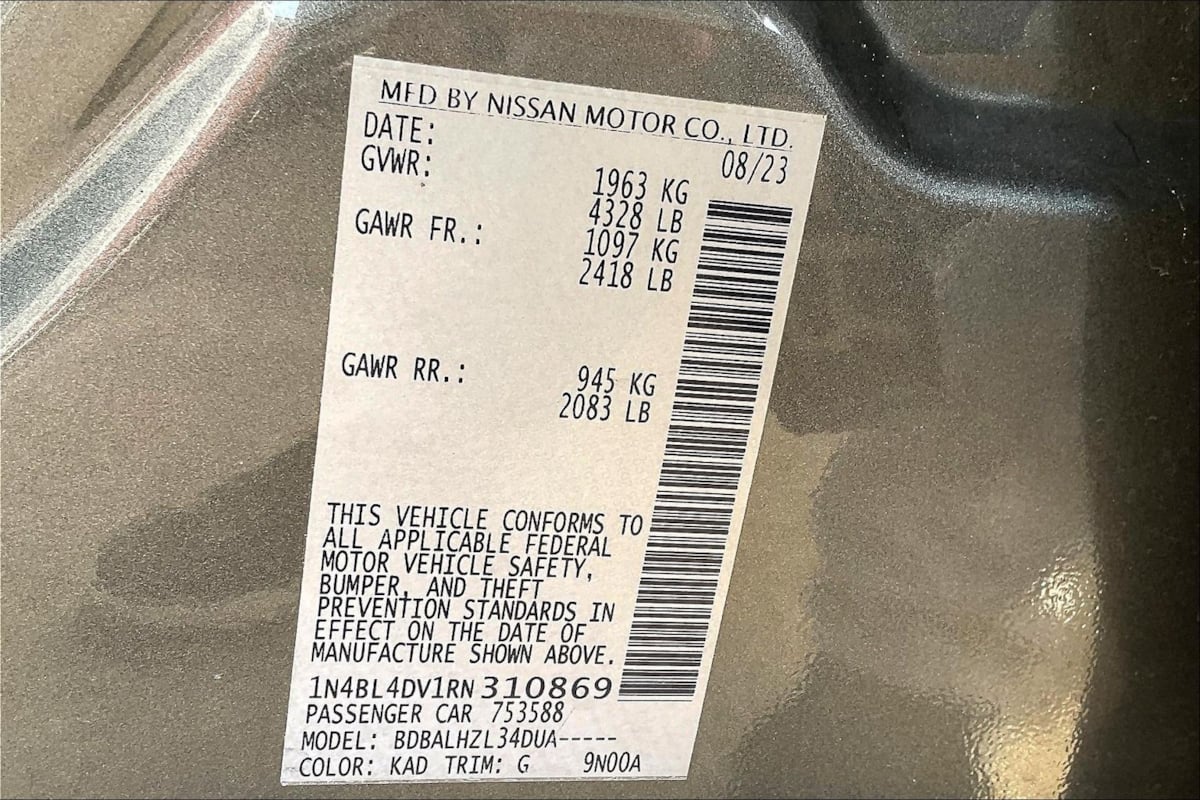 MFD BY NISSAN MOTOR CO., LTD.
DATE: 08/23
GVWR: 1963 KG
4328 LB
GAWR FR.: 1097 KG
2418 LB
GAWR RR.: 945 KG
2083 LB
THIS VEHICLE CONFORMS TO
ALL APPLICABLE FEDERAL
MOTOR VEHICLE SAFETY,
BUMPER, AND THEFT
PREVENTION STANDARDS IN
EFFECT ON THE DATE OF
MANUFACTURE SHOWN ABOVE.
1N4BL4DV1RN310869
PASSENGER CAR 753588
MODEL: BDBALHZL34DUA-----
COLOR: KAD TRIM: G 9N00A